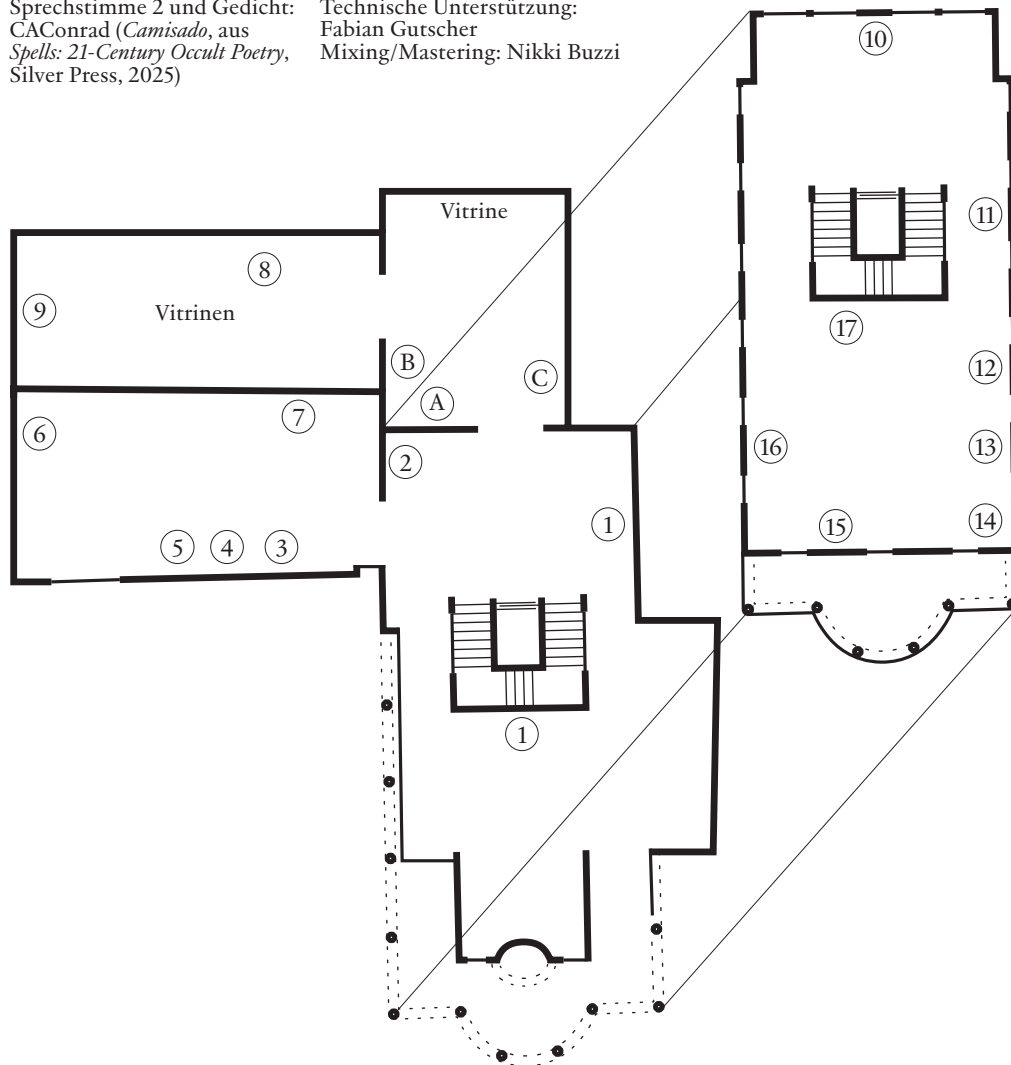 Sprechstimme 2 und Gedicht:
CAConrad (Camisado, aus
Spells: 21-Century Occult Poetry,
Silver Press, 2025)
Technische Unterstützung:
Fabian Gutscher
Mixing/Mastering: Nikki Buzzi
10
Vitrine
11
8
9
Vitrinen
17
B
C
12
A
7
6
2
16
13
1
15
14
5
4
3
1